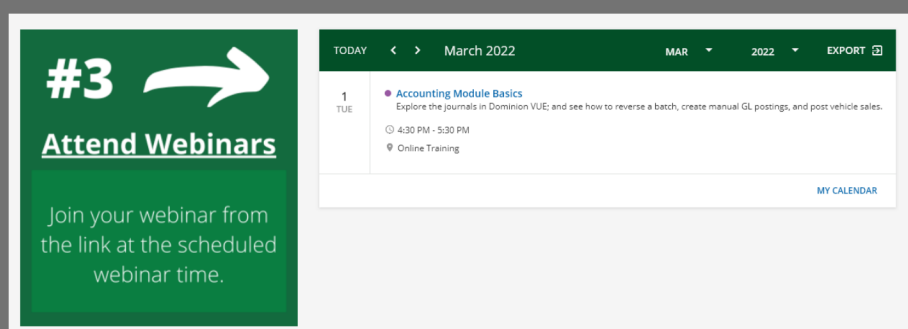 #3
Attend Webinars
Join your webinar from
the link at the scheduled
webinar time.
TODAY < > March 2022 MAR 2022 EXPORT
1
TUE
Accounting Module Basics
Explore the journals in Dominion VUE; and see how to reverse a batch, create manual GL postings, and post vehicle sales.
4:30 PM - 5:30 PM
Online Training
MY CALENDAR